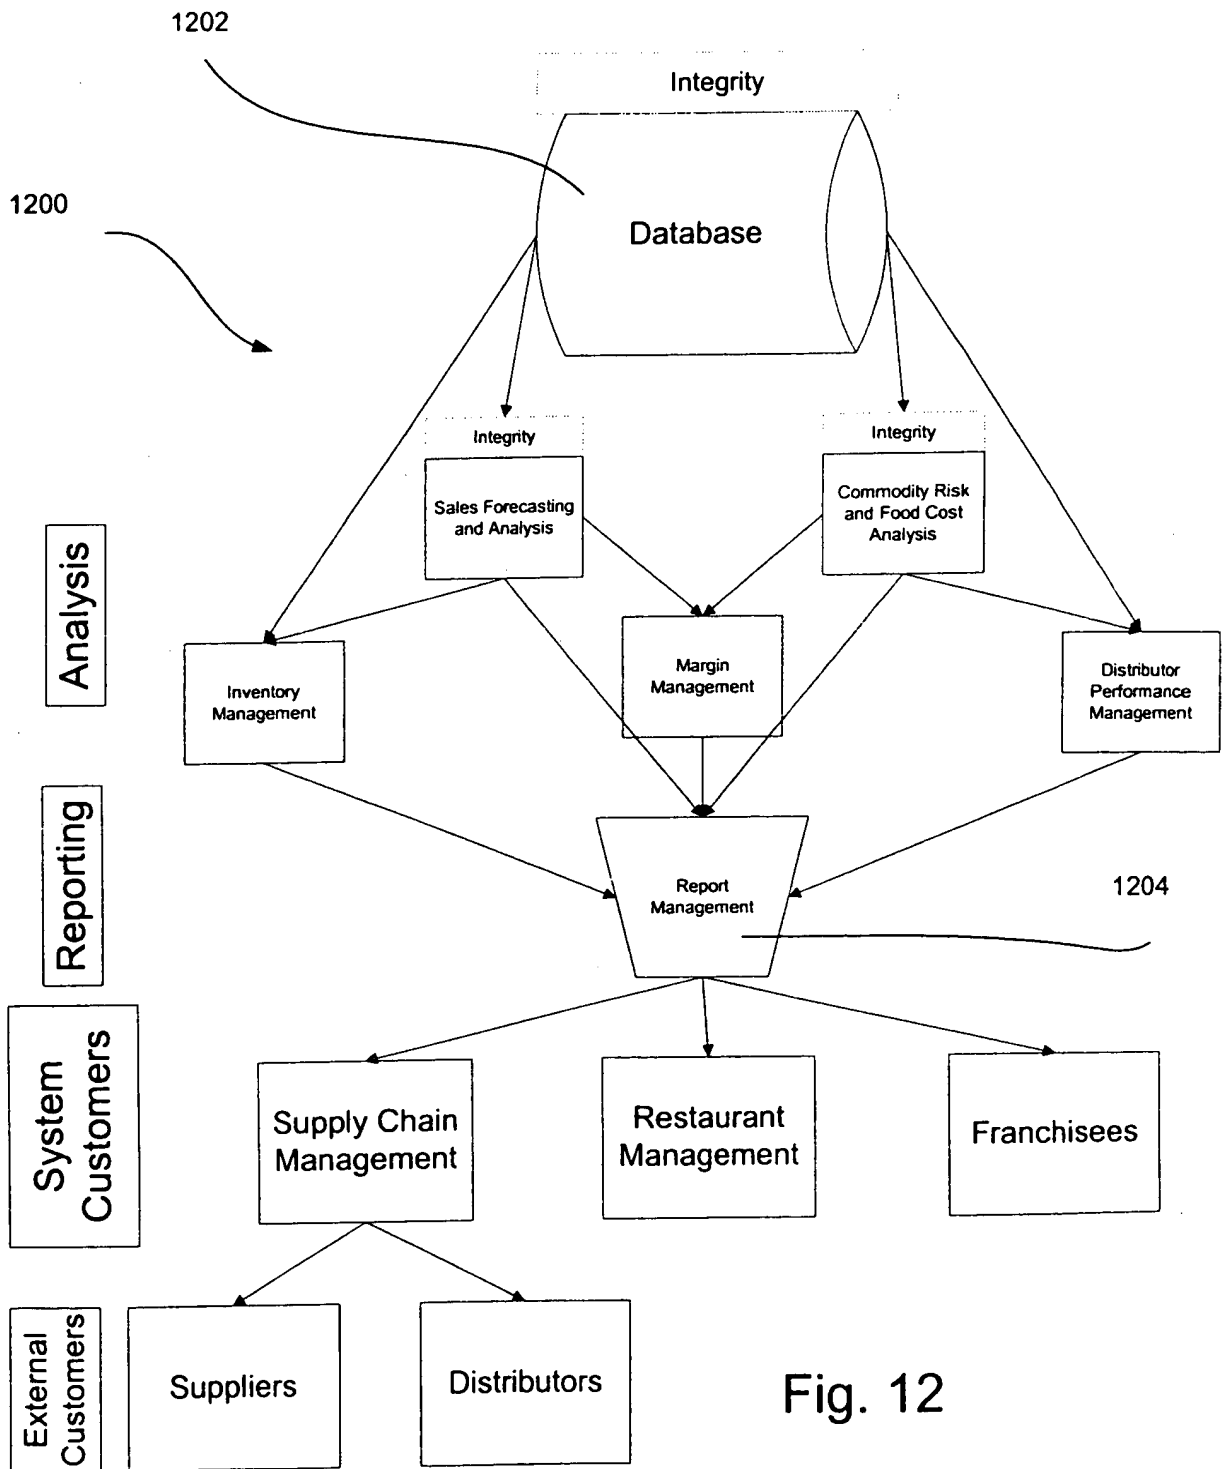 1202
Integrity
1200
Database
Integrity
Integrity
Sales Forecasting
and Analysis
Commodity Risk
and Food Cost
Analysis
Analysis
Inventory
Management
Margin
Management
Distributor
Performance
Management
Reporting
Report
Management
1204
System
Customers
Supply Chain
Management
Restaurant
Management
Franchisees
External
Customers
Suppliers
Distributors
Fig. 12